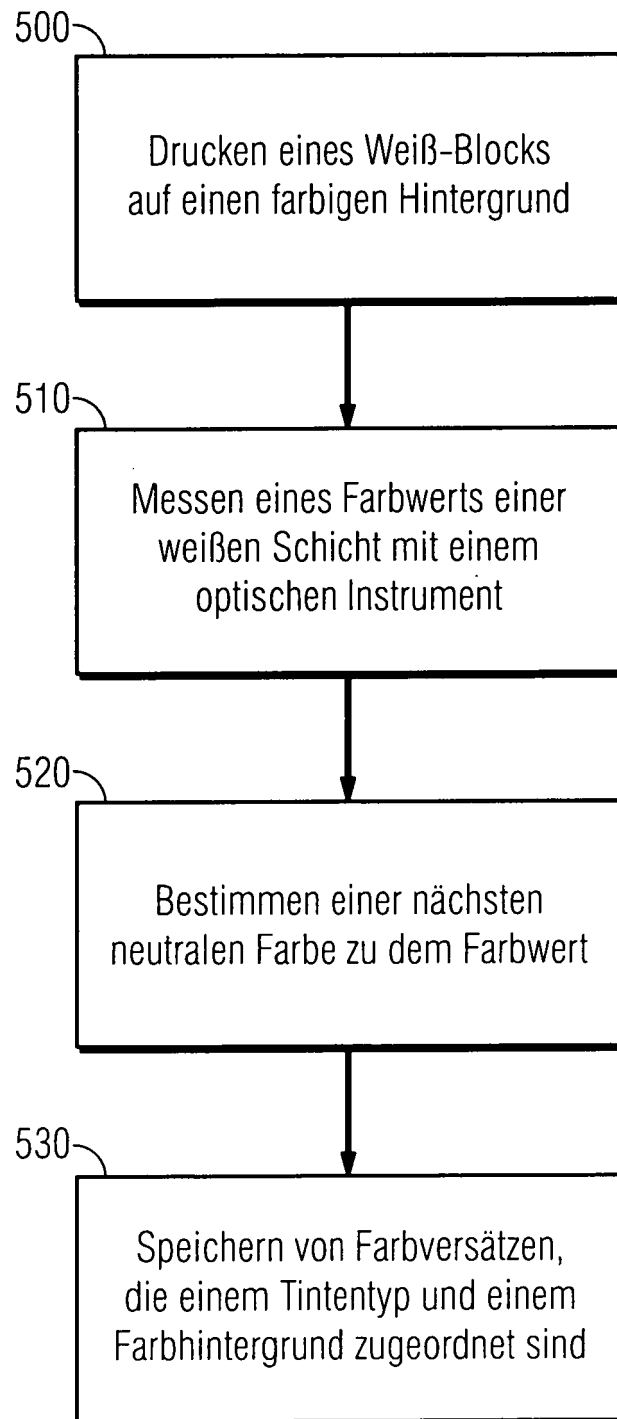 500
Drucken eines Weiß-Blocks
auf einen farbigen Hintergrund
510
Messen eines Farbwerts einer
weißen Schicht mit einem
optischen Instrument
520
Bestimmen einer nächsten
neutralen Farbe zu dem Farbwert
530
Speichern von Farbversätzen,
die einem Tintentyp und einem
Farbhintergrund zugeordnet sind